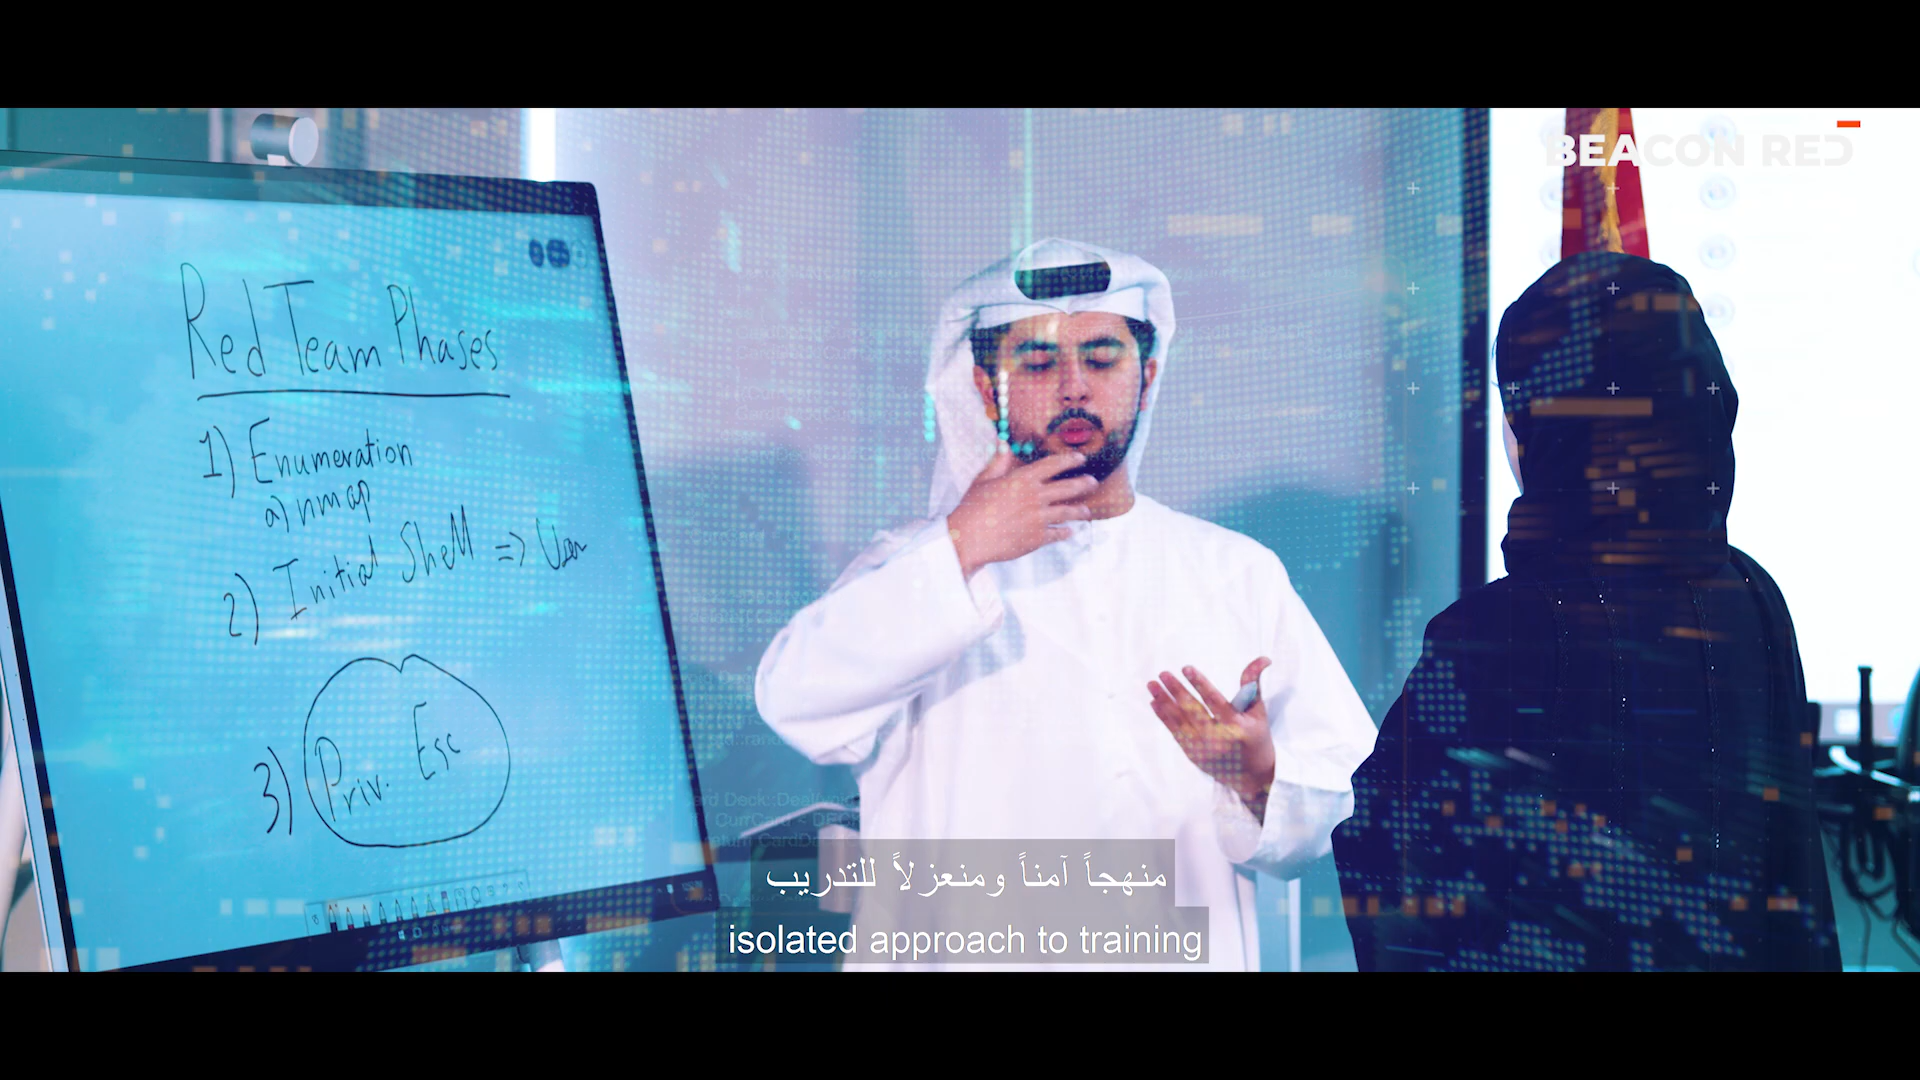 BEACON RED
Red Team Phases
1) Enumeration
a) nmap
2) Initial Shell => User
3) Priv. Esc
منهجاً آمناً ومنعزلاً للتدريب
isolated approach to training